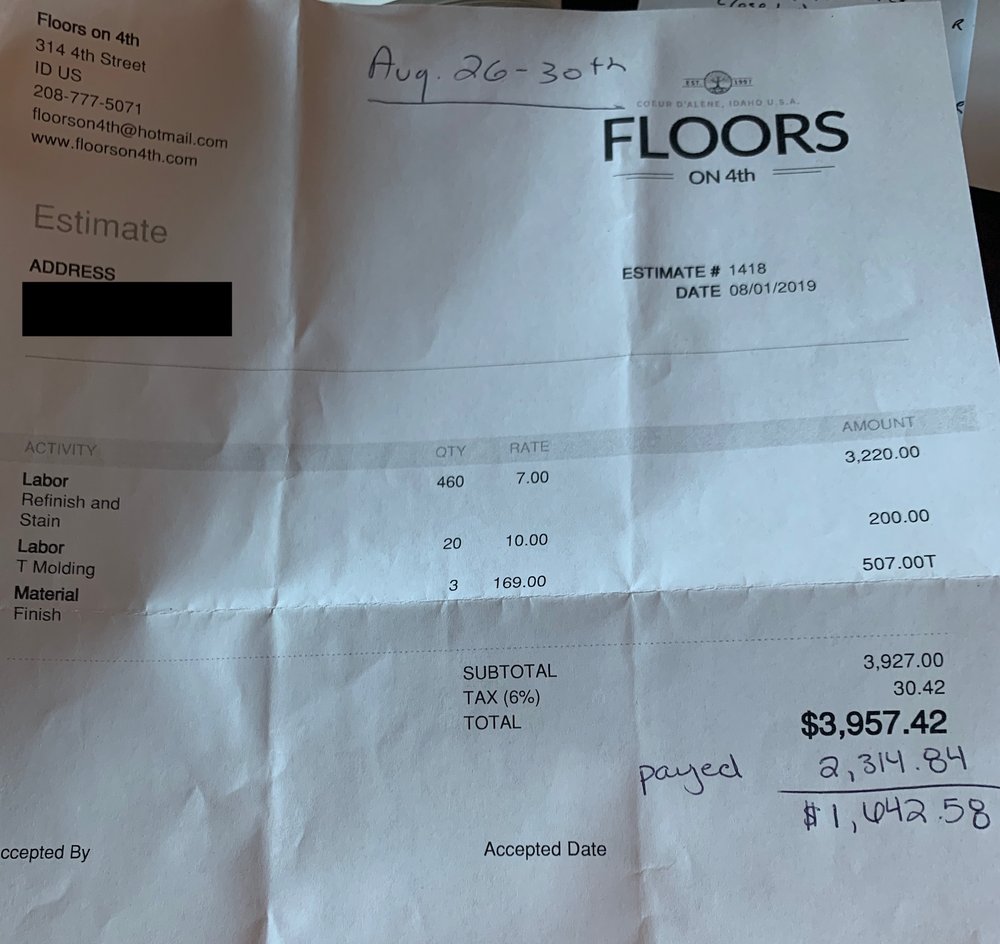 Floors on 4th
314 4th Street
ID US
208-777-5071
floorson4th@hotmail.com
www.floorson4th.com
Aug. 26-30th
EST. 1997
COEUR D'ALENE, IDAHO U.S.A.
FLOORS
ON 4th
Estimate
ADDRESS
ESTIMATE # 1418
DATE 08/01/2019
ACTIVITY QTY RATE AMOUNT
Labor 460 7.00 3,220.00
Refinish and
Stain
Labor 20 10.00 200.00
T Molding
Material 3 169.00 507.00T
Finish
SUBTOTAL 3,927.00
TAX (6%) 30.42
TOTAL $3,957.42
payed 2,314.84
$1,642.58
ccepted By Accepted Date